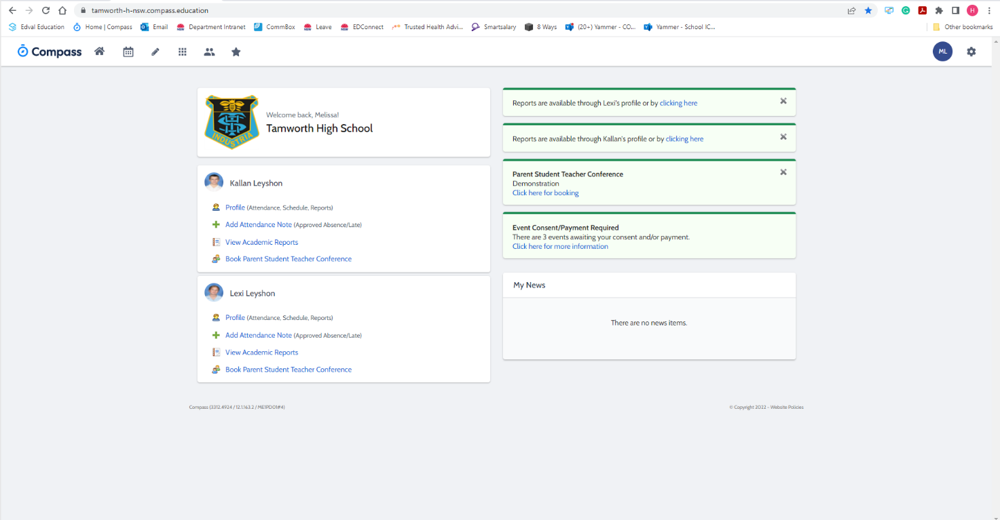 tamworth-h-nsw.compass.education
H
Edval Education
Home | Compass
Email
Department Intranet
CommBox
Leave
EDConnect
Trusted Health Advi...
Smartsalary
8 Ways
(20+) Yammer - CO...
Yammer - School IC...
Other bookmarks
Compass
ML
INDUSTRIA
Welcome back, Melissa!
Tamworth High School
Kallan Leyshon
Profile (Attendance, Schedule, Reports)
Add Attendance Note (Approved Absence/Late)
View Academic Reports
Book Parent Student Teacher Conference
Lexi Leyshon
Profile (Attendance, Schedule, Reports)
Add Attendance Note (Approved Absence/Late)
View Academic Reports
Book Parent Student Teacher Conference
Reports are available through Lexi's profile or by clicking here
Reports are available through Kallan's profile or by clicking here
Parent Student Teacher Conference
Demonstration
Click here for booking
Event Consent/Payment Required
There are 3 events awaiting your consent and/or payment.
Click here for more information
My News
There are no news items.
Compass (3312.4924 / 12.1.163.2 / ME1PD01#4)
© Copyright 2022 - Website Policies